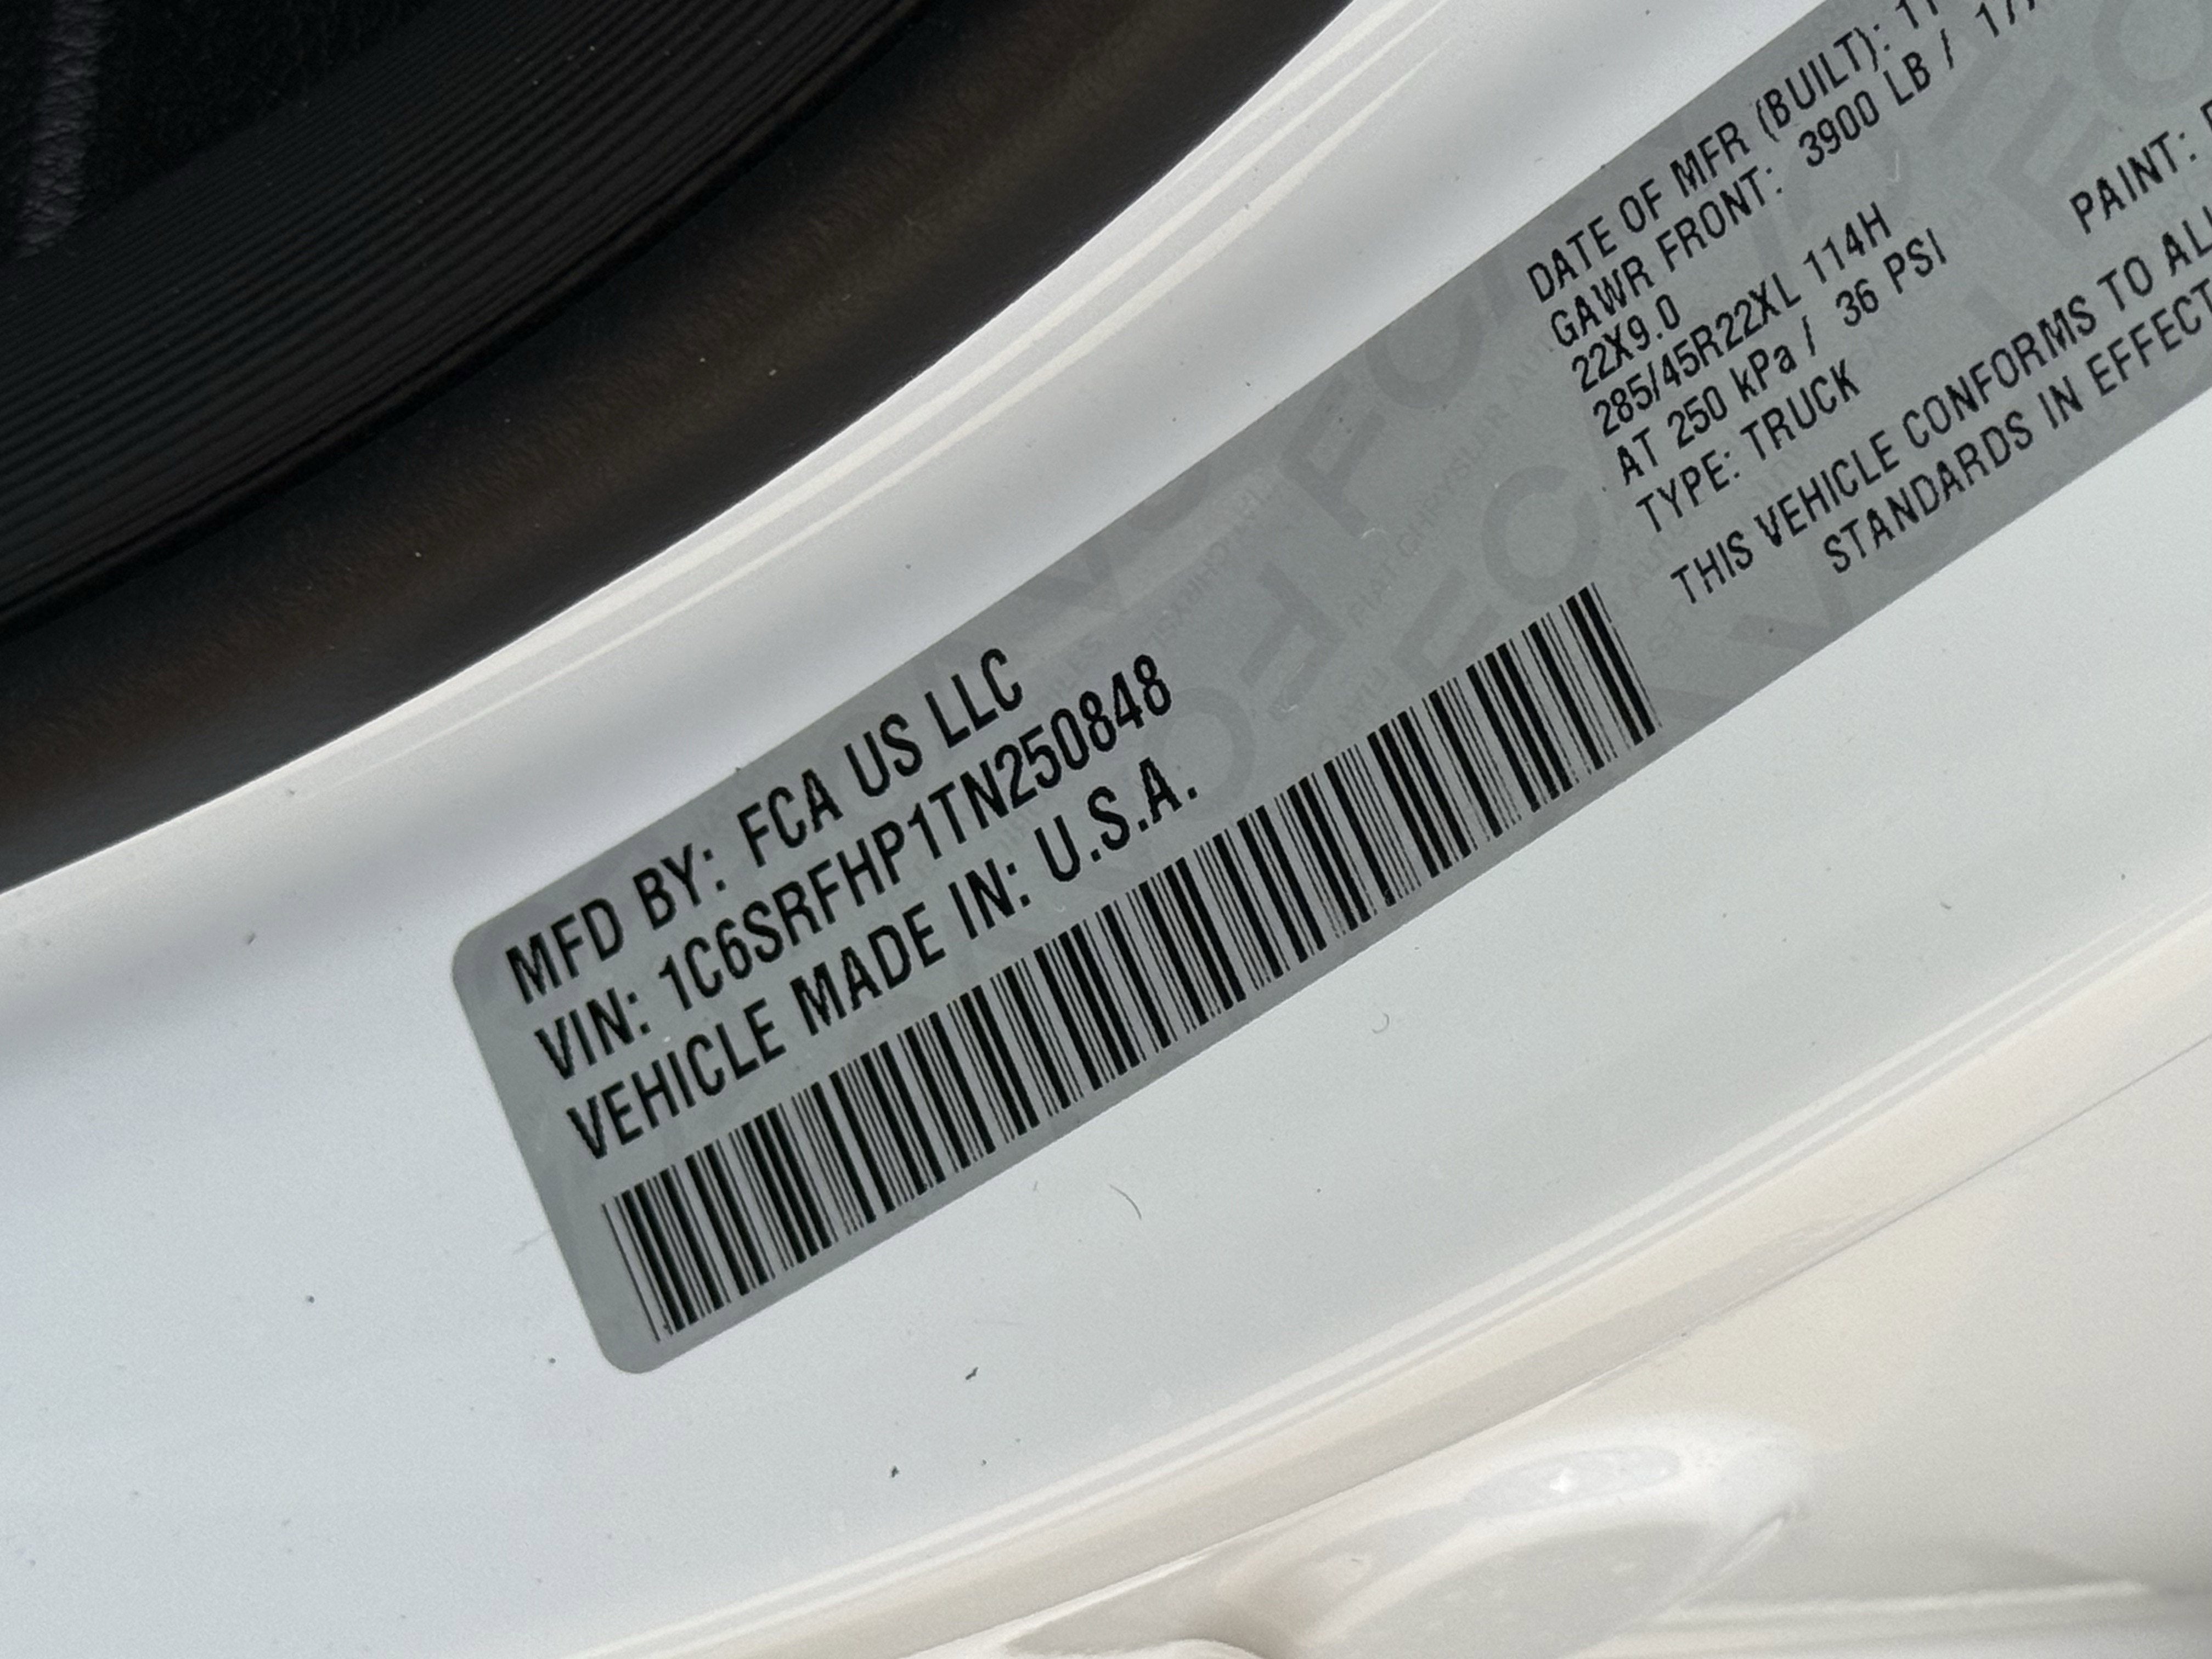 MFD BY: FCA US LLC
VIN: 1C6SRFHP1TN250848
VEHICLE MADE IN: U.S.A.
DATE OF MFR (BUILT):
GAWR FRONT: 3900 LB /
22X9.0
285/45R22XL 114H
AT 250 kPa / 36 PSI
TYPE: TRUCK
PAINT:
THIS VEHICLE CONFORMS TO
STANDARDS IN EFFECT